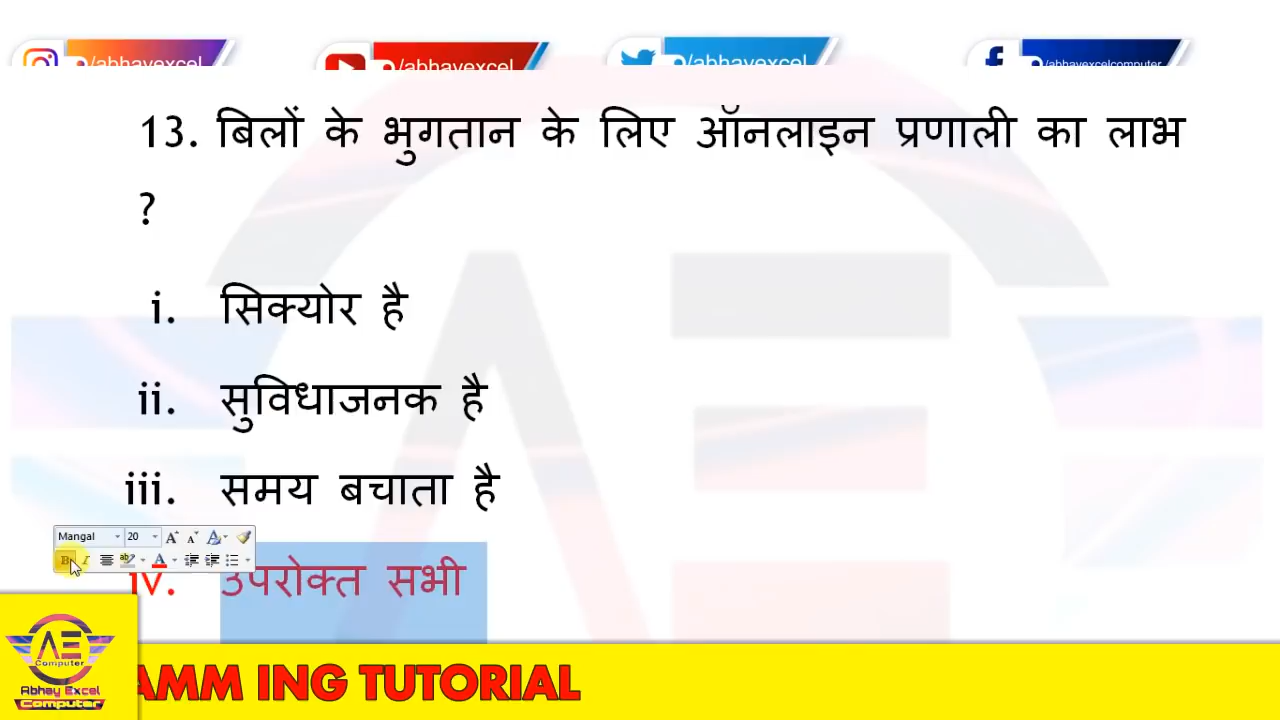 /abhayexcel
/abhayexcel
/abhayexcel
/abhayexcelcomputer
13. बिलों के भुगतान के लिए ऑनलाइन प्रणाली का लाभ
?
i. सिक्योर है
ii. सुविधाजनक है
iii. समय बचाता है
Mangal 20
iv. उपरोक्त सभी
AE
Computer
Abhay Excel
Computer
AMM ING TUTORIAL